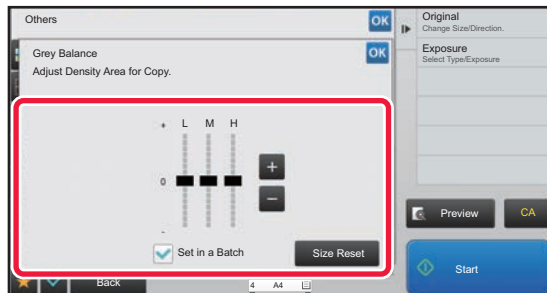 Others
OK
Grey Balance
OK
Adjust Density Area for Copy.
+ L M H
+
0
-
-
Set in a Batch
Size Reset
Back
4 A4
Original
Change Size/Direction.
Exposure
Select Type/Exposure
Preview
CA
Start